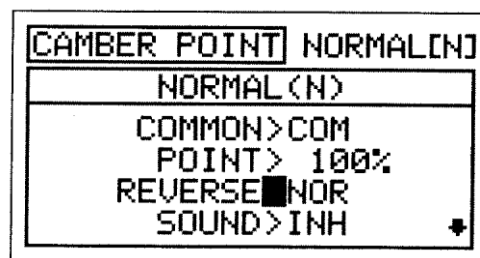 CAMBER POINT NORMAL[N]
NORMAL(N)
COMMON>COM
POINT> 100%
REVERSE NOR
SOUND>INH